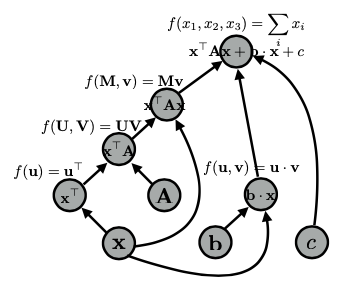 f(x₁, x₂, x₃) = ∑ᵢ xᵢ
x⊤Ax + b · x + c
f(M, v) = Mv
x⊤Ax
f(U, V) = UV
x⊤A
f(u) = u⊤
f(u, v) = u · v
x⊤
A
b · x
x
b
c